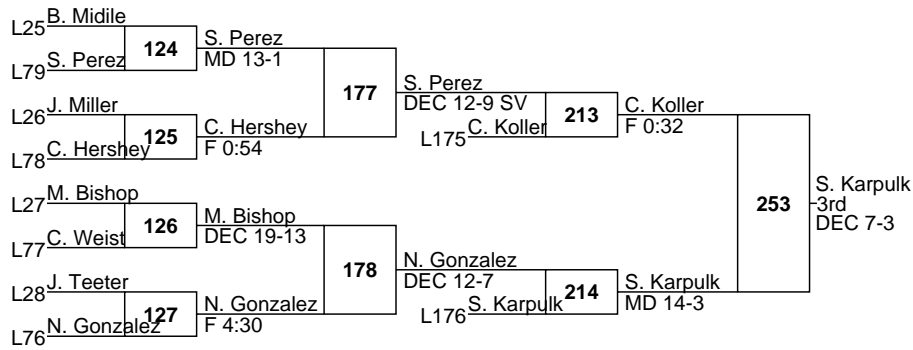 B. Midile
L25
124
S. Perez
MD 13-1
S. Perez
L79
177
S. Perez
DEC 12-9 SV
J. Miller
L26
125
C. Hershey
F 0:54
C. Hershey
L78
C. Koller
L175
213
C. Koller
F 0:32
M. Bishop
L27
126
M. Bishop
DEC 19-13
C. Weist
L77
178
N. Gonzalez
DEC 12-7
J. Teeter
L28
127
N. Gonzalez
F 4:30
N. Gonzalez
L76
S. Karpulk
L176
214
S. Karpulk
MD 14-3
253
S. Karpulk
3rd
DEC 7-3